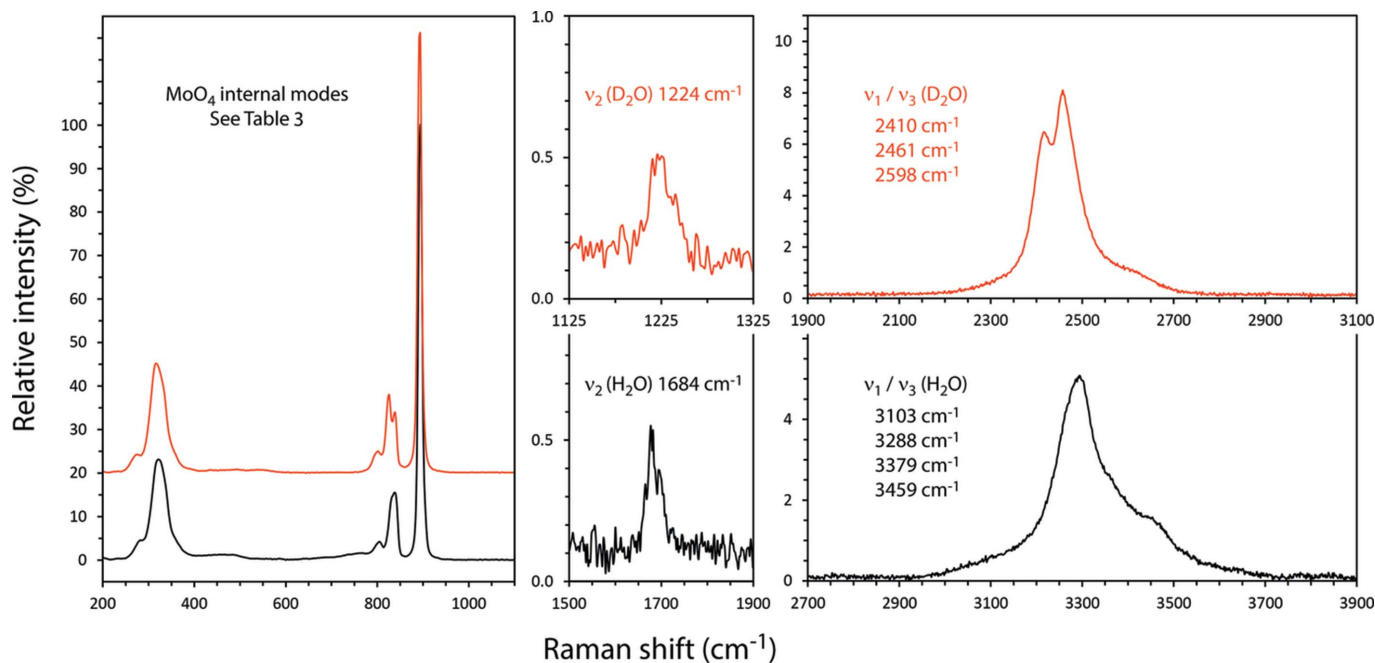 Relative intensity (%)
MoO₄ internal modes
See Table 3
100
90
80
70
60
50
40
30
20
10
0
200 400 600 800 1000
1.0
0.5
0.0
ν₂ (D₂O) 1224 cm⁻¹
1125 1225 1325
0.5
0.0
ν₂ (H₂O) 1684 cm⁻¹
1500 1700 1900
10
8
6
4
2
0
ν₁ / ν₃ (D₂O)
2410 cm⁻¹
2461 cm⁻¹
2598 cm⁻¹
1900 2100 2300 2500 2700 2900 3100
4
2
0
ν₁ / ν₃ (H₂O)
3103 cm⁻¹
3288 cm⁻¹
3379 cm⁻¹
3459 cm⁻¹
2700 2900 3100 3300 3500 3700 3900
Raman shift (cm⁻¹)